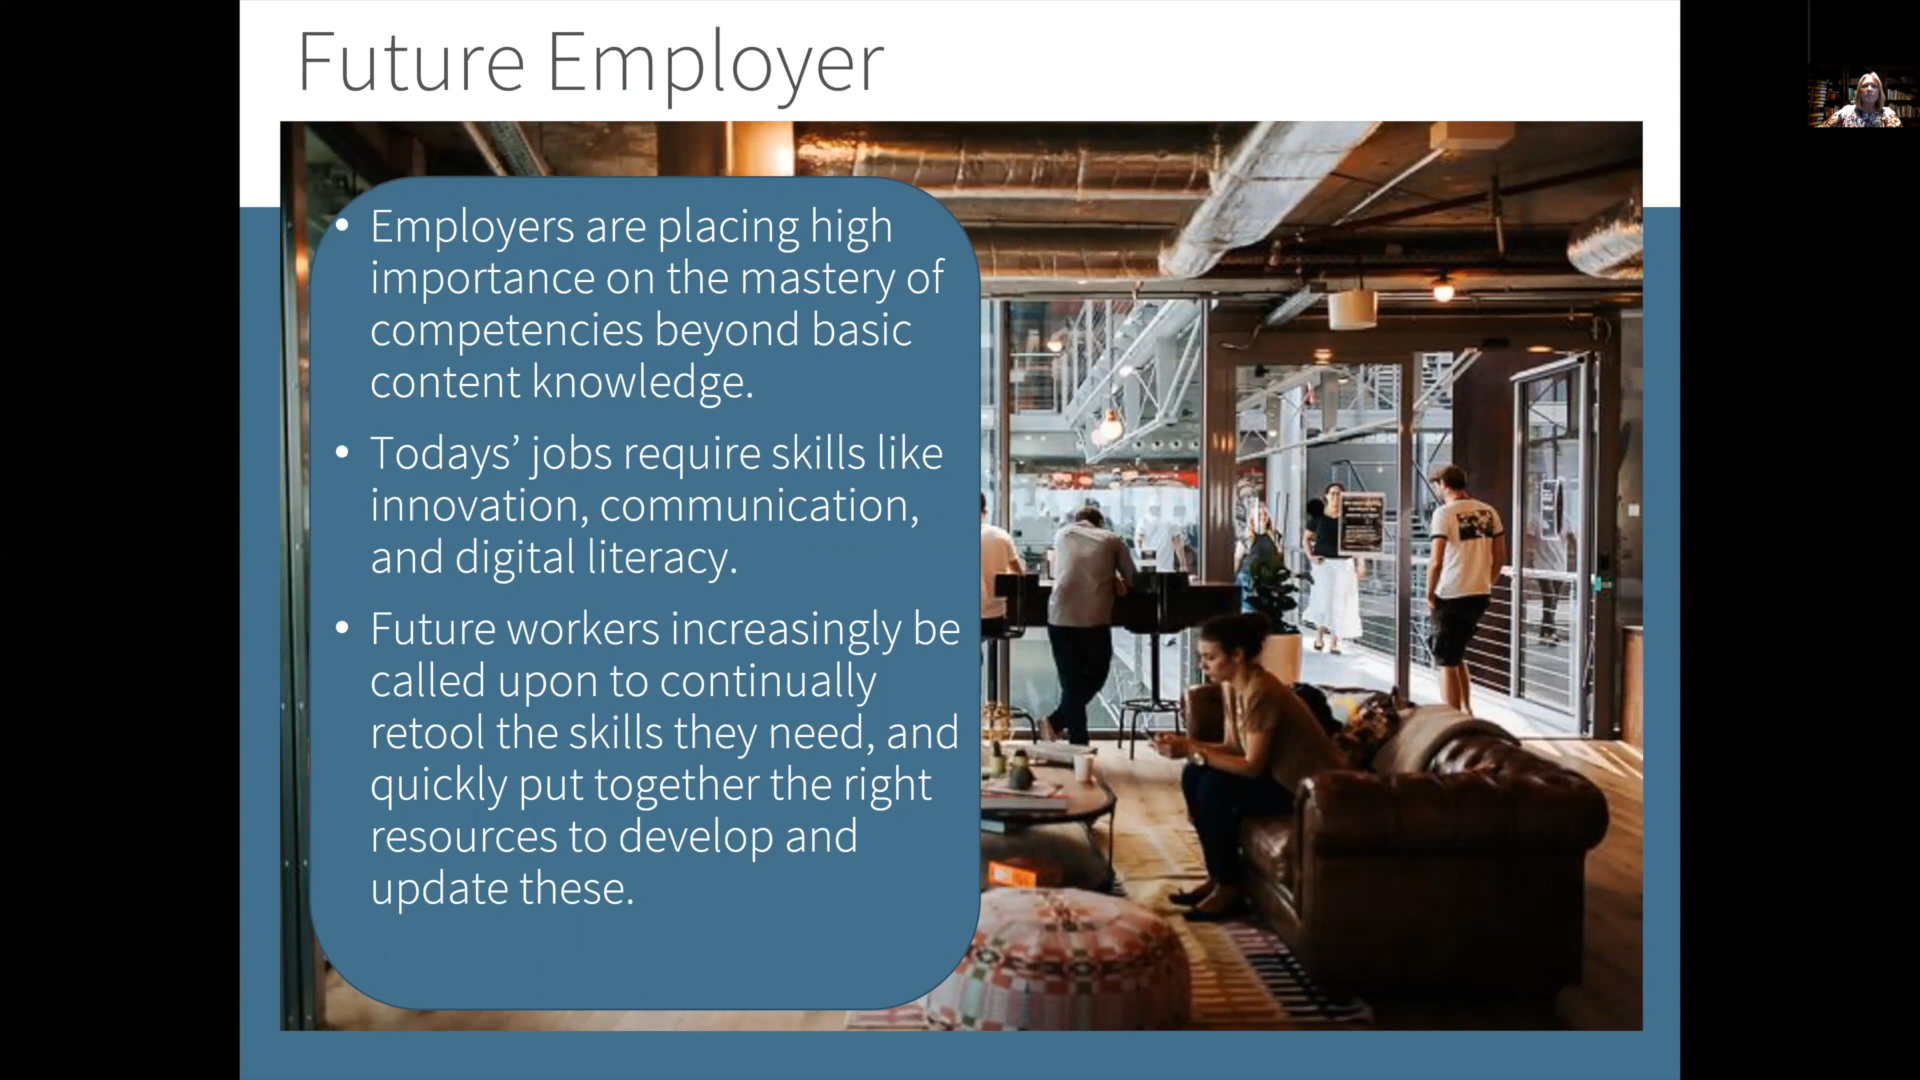 Future Employer
• Employers are placing high
importance on the mastery of
competencies beyond basic
content knowledge.
• Todays’ jobs require skills like
innovation, communication,
and digital literacy.
• Future workers increasingly be
called upon to continually
retool the skills they need, and
quickly put together the right
resources to develop and
update these.